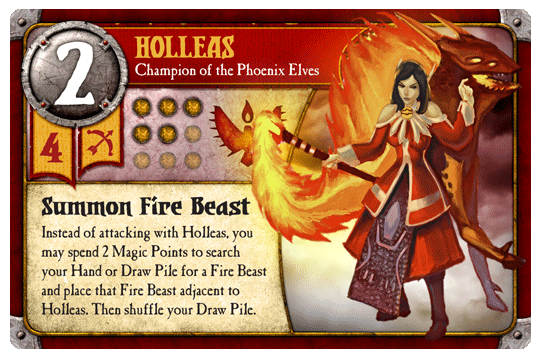 2
HOLLEAS
Champion of the Phoenix Elves
4
Summon Fire Beast
Instead of attacking with Holleas, you
may spend 2 Magic Points to search
your Hand or Draw Pile for a Fire Beast
and place that Fire Beast adjacent to
Holleas. Then shuffle your Draw Pile.